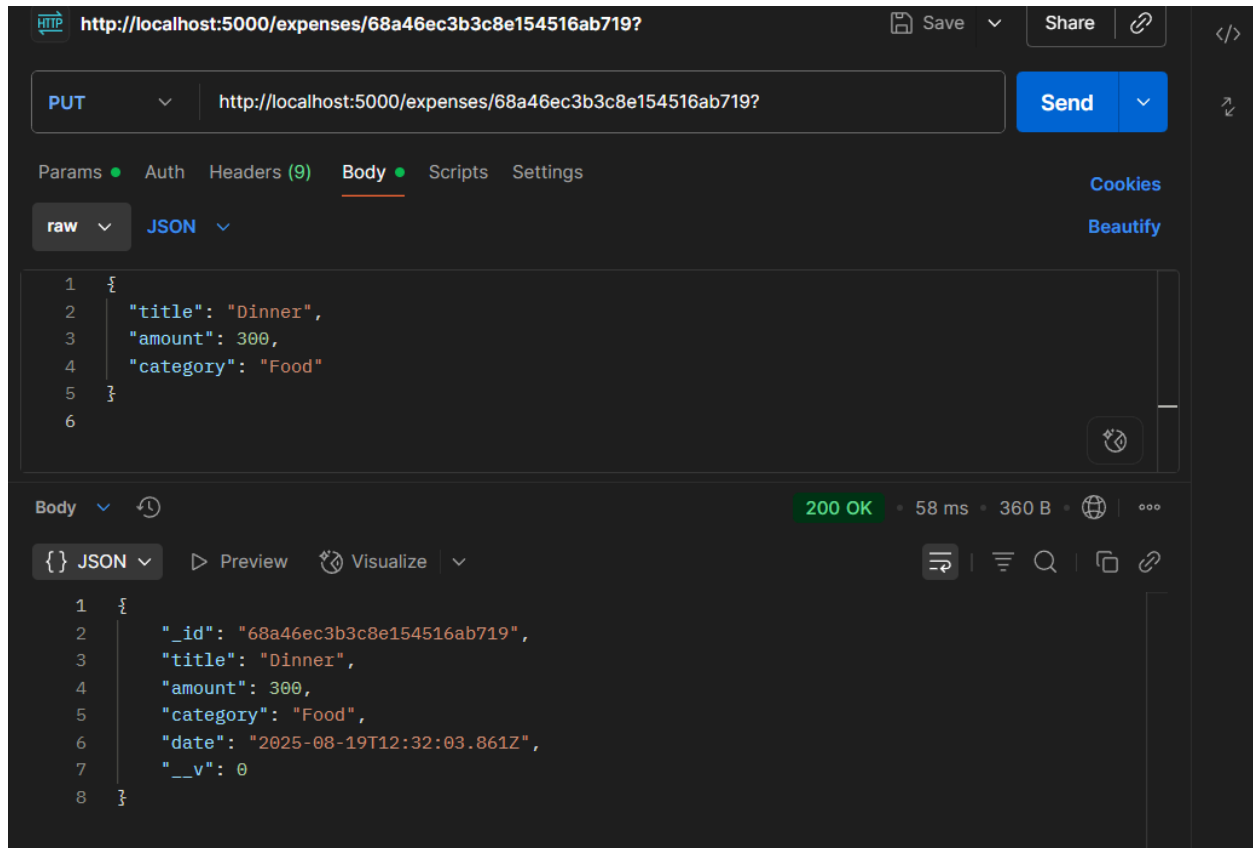 HTTP http://localhost:5000/expenses/68a46ec3b3c8e154516ab719? Save Share
PUT http://localhost:5000/expenses/68a46ec3b3c8e154516ab719? Send
Params Auth Headers (9) Body Scripts Settings Cookies
raw JSON Beautify
1 {
2 "title": "Dinner",
3 "amount": 300,
4 "category": "Food"
5 }
6
Body 200 OK • 58 ms • 360 B •
{} JSON Preview Visualize
1 {
2 "_id": "68a46ec3b3c8e154516ab719",
3 "title": "Dinner",
4 "amount": 300,
5 "category": "Food",
6 "date": "2025-08-19T12:32:03.861Z",
7 "__v": 0
8 }